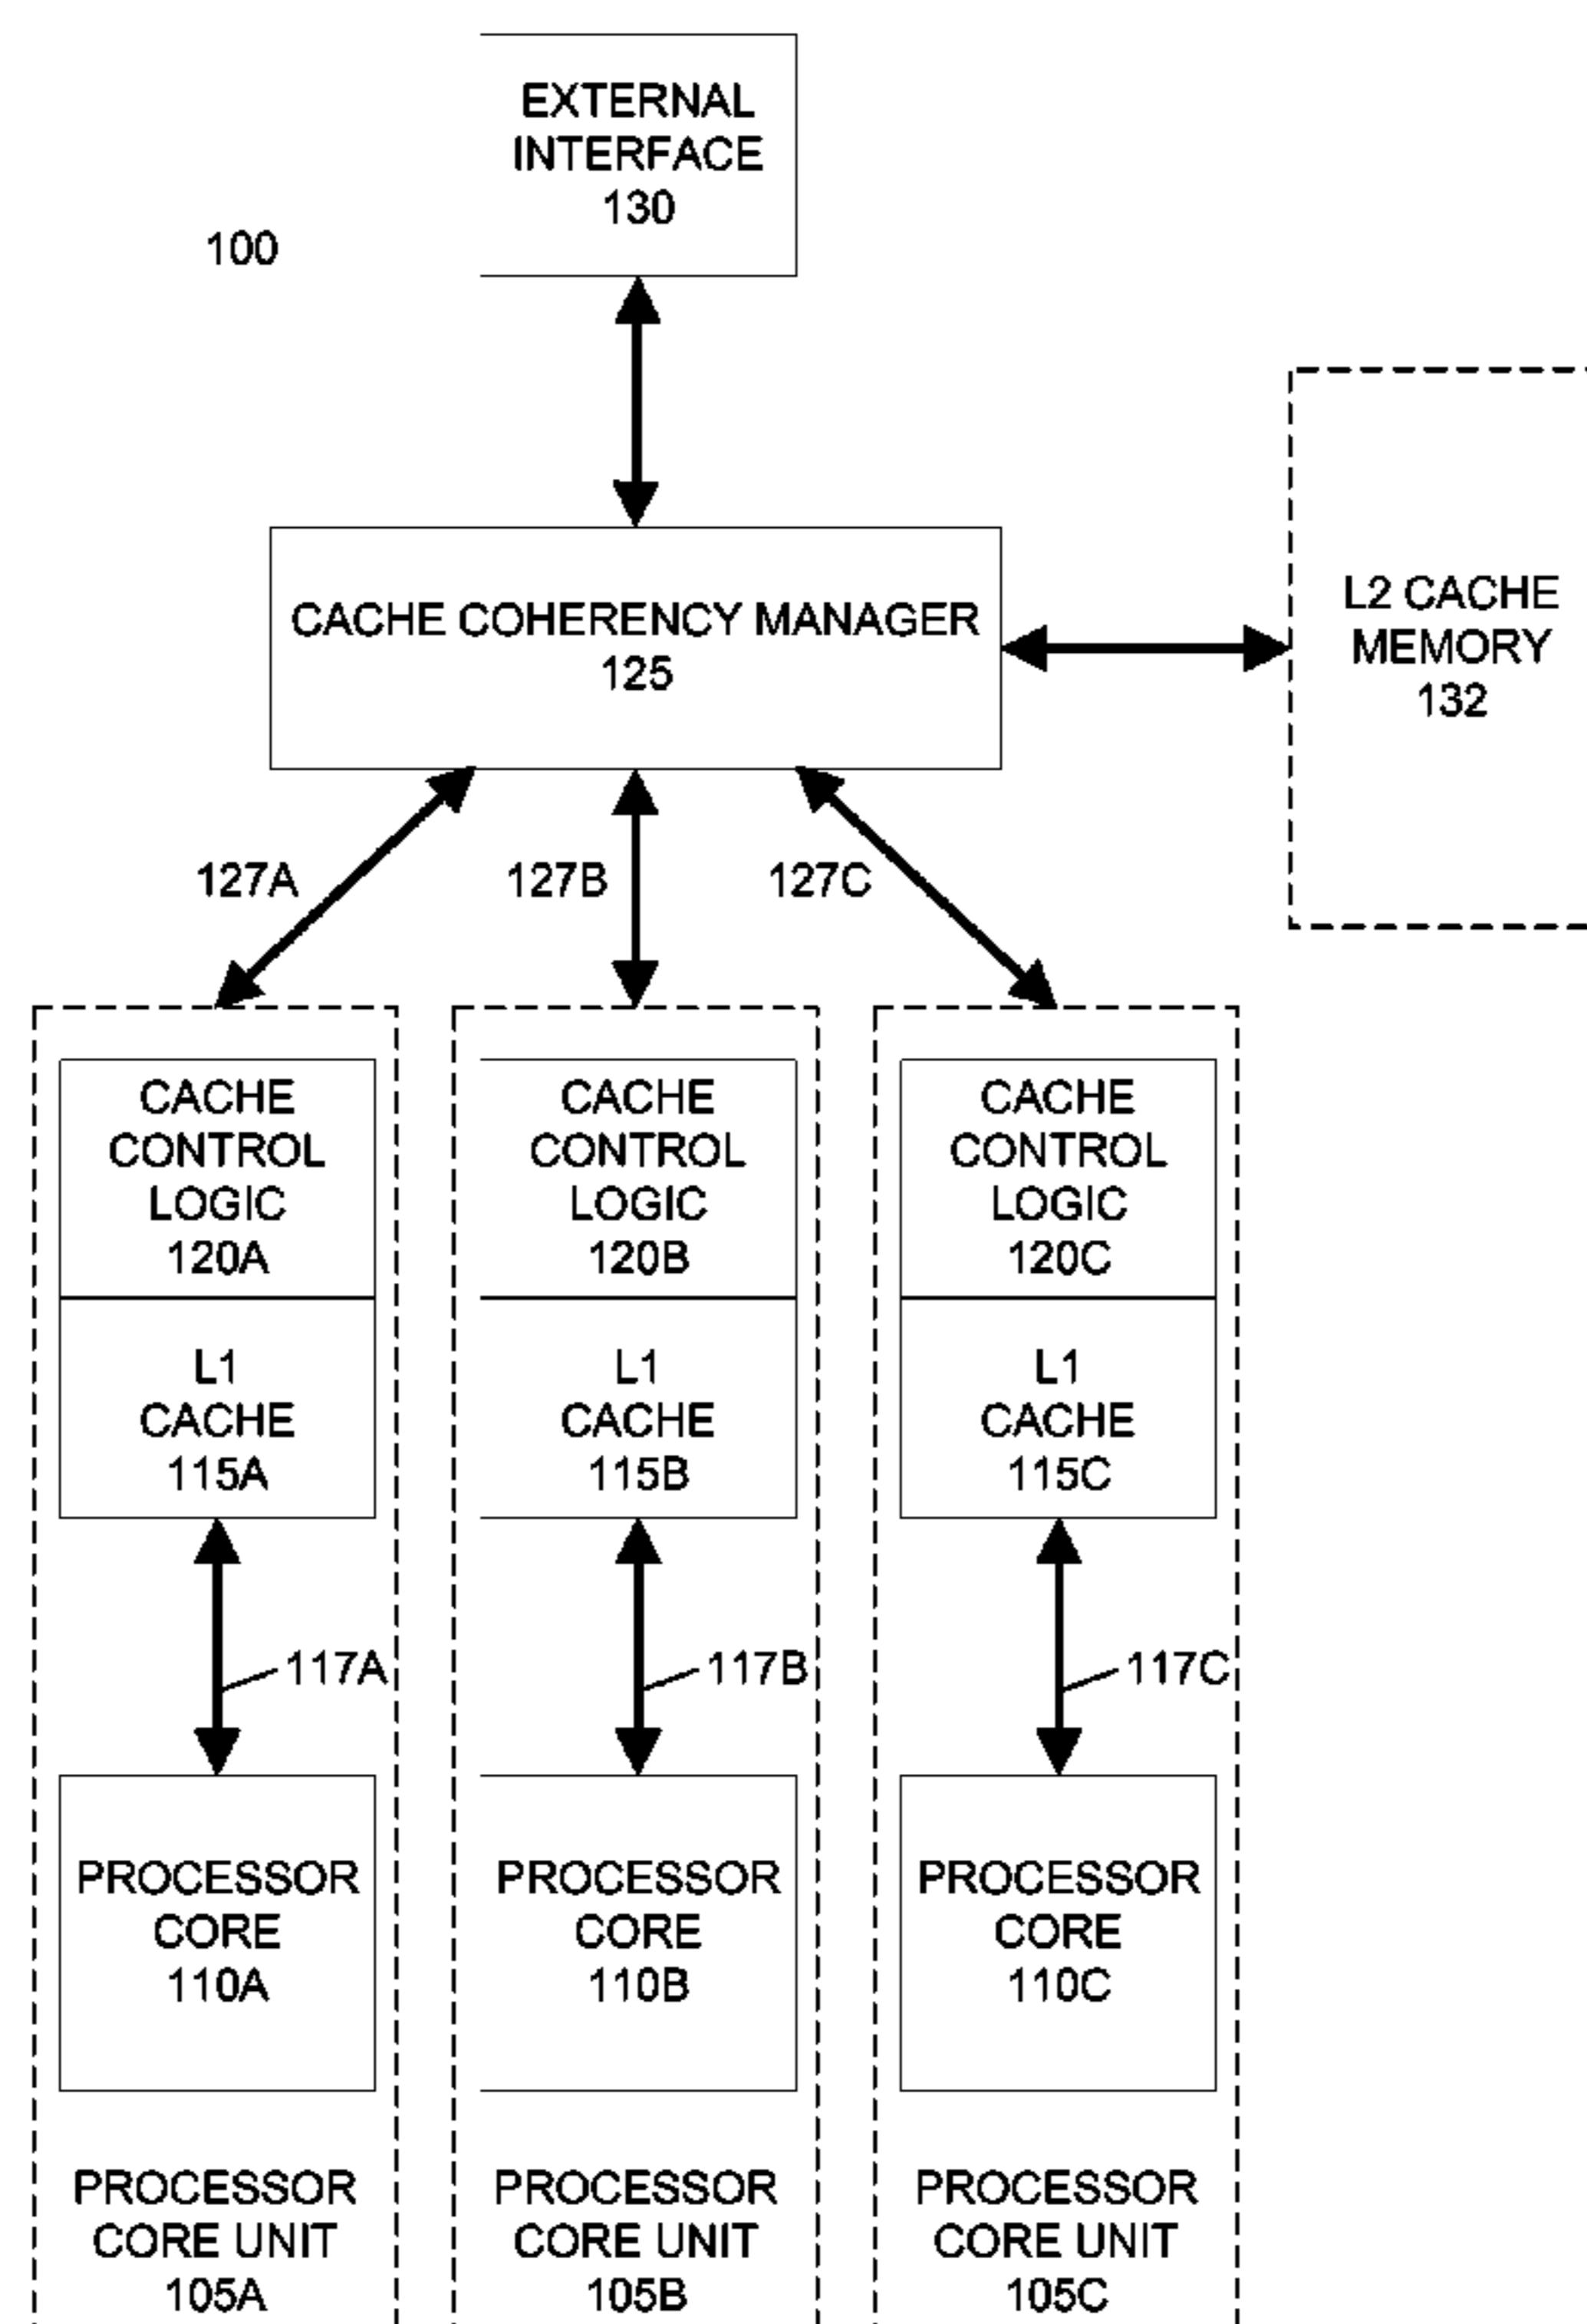 EXTERNAL
INTERFACE
130
100
CACHE COHERENCY MANAGER
125
L2 CACHE
MEMORY
132
127A
127B
127C
CACHE
CONTROL
LOGIC
120A
CACHE
CONTROL
LOGIC
120B
CACHE
CONTROL
LOGIC
120C
L1
CACHE
115A
L1
CACHE
115B
L1
CACHE
115C
117A
117B
117C
PROCESSOR
CORE
110A
PROCESSOR
CORE
110B
PROCESSOR
CORE
110C
PROCESSOR
CORE UNIT
105A
PROCESSOR
CORE UNIT
105B
PROCESSOR
CORE UNIT
105C